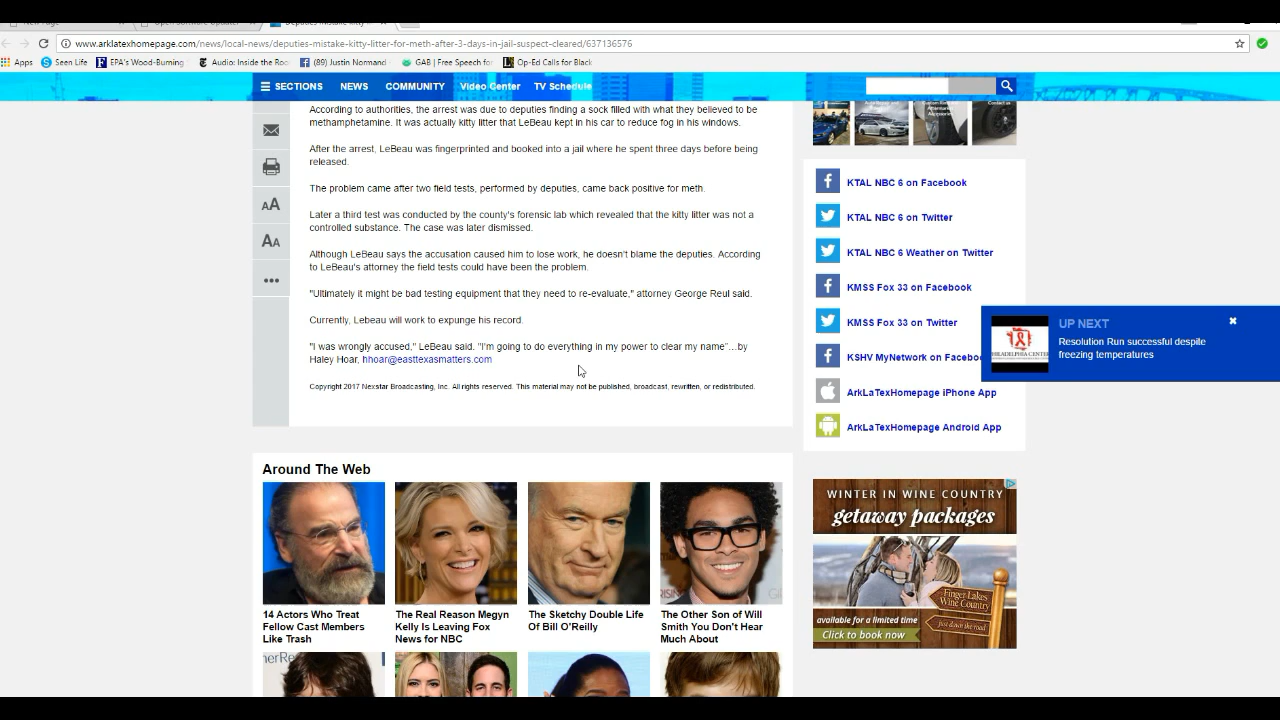 www.arklatexhomepage.com/news/local-news/deputies-mistake-kitty-litter-for-meth-after-3-days-in-jail-suspect-cleared/637136576
Apps
Seen Life
EPA's Wood-Burning
Audio: Inside the Roo
(89) Justin Normand
GAB | Free Speech for
Op-Ed Calls for Black
SECTIONS
NEWS
COMMUNITY
Video Center
TV Schedule
According to authorities, the arrest was due to deputies finding a sock filled with what they believed to be
methamphetamine. It was actually kitty litter that LeBeau kept in his car to reduce fog in his windows.
After the arrest, LeBeau was fingerprinted and booked into a jail where he spent three days before being
released.
The problem came after two field tests, performed by deputies, came back positive for meth.
Later a third test was conducted by the county's forensic lab which revealed that the kitty litter was not a
controlled substance. The case was later dismissed.
Although LeBeau says the accusation caused him to lose work, he doesn't blame the deputies. According
to LeBeau's attorney the field tests could have been the problem.
"Ultimately it might be bad testing equipment that they need to re-evaluate," attorney George Reul said.
Currently, Lebeau will work to expunge his record.
"I was wrongly accused," LeBeau said. "I'm going to do everything in my power to clear my name"...by
Haley Hoar, hhoar@easttexasmatters.com
Copyright 2017 Nexstar Broadcasting, Inc. All rights reserved. This material may not be published, broadcast, rewritten, or redistributed.
AA
AA
KTAL NBC 6 on Facebook
KTAL NBC 6 on Twitter
KTAL NBC 6 Weather on Twitter
KMSS Fox 33 on Facebook
KMSS Fox 33 on Twitter
KSHV MyNetwork on Facebo
ArkLaTexHomepage iPhone App
ArkLaTexHomepage Android App
UP NEXT
Resolution Run successful despite
freezing temperatures
PHILADELPHIA CENTER
Around The Web
14 Actors Who Treat
Fellow Cast Members
Like Trash
The Real Reason Megyn
Kelly Is Leaving Fox
News for NBC
The Sketchy Double Life
Of Bill O'Reilly
The Other Son of Will
Smith You Don't Hear
Much About
WINTER IN WINE COUNTRY
getaway packages
Finger Lakes
Wine Country
just down the road
available for a limited time
Click to book now